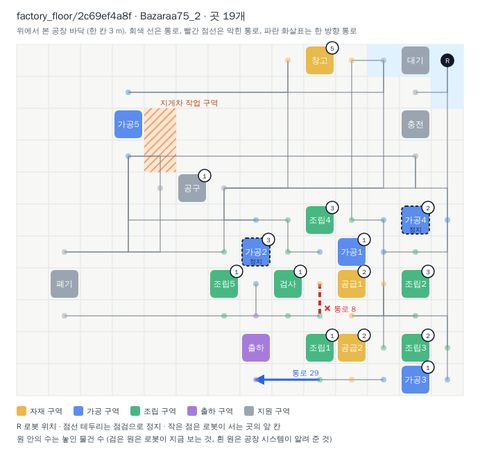 factory_floor/2c69ef4a8f · Bazaraa75_2 · 곳 19개
위에서 본 공장 바닥 (한 칸 3 m). 회색 선은 통로, 빨간 점선은 막힌 통로, 파란 화살표는 한 방향 통로
창고 5
대기
R
지게차 작업 구역
가공5
충전
공구 1
조립4 3
가공4 2
정지
가공2 3
정지
가공1 1
폐기
조립5 1
검사 1
공급1 2
조립2 3
✕ 통로 8
출하
조립1 2
공급2 2
조립3 2
통로 29
가공3 1
자재 구역
가공 구역
조립 구역
출하 구역
지원 구역
R 로봇 위치 · 점선 테두리는 점검으로 정지 · 작은 점은 로봇이 서는 곳의 앞 칸
원 안의 수는 놓인 물건 수 (검은 원은 로봇이 지금 보는 것, 흰 원은 공장 시스템이 알려 준 것)